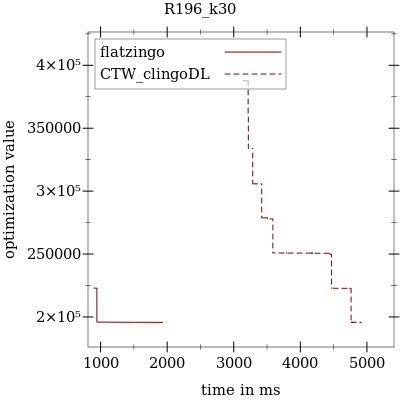 R196_k30
flatzingo
CTW_clingoDL
4×10⁵
350000
3×10⁵
250000
2×10⁵
optimization value
1000 2000 3000 4000 5000
time in ms